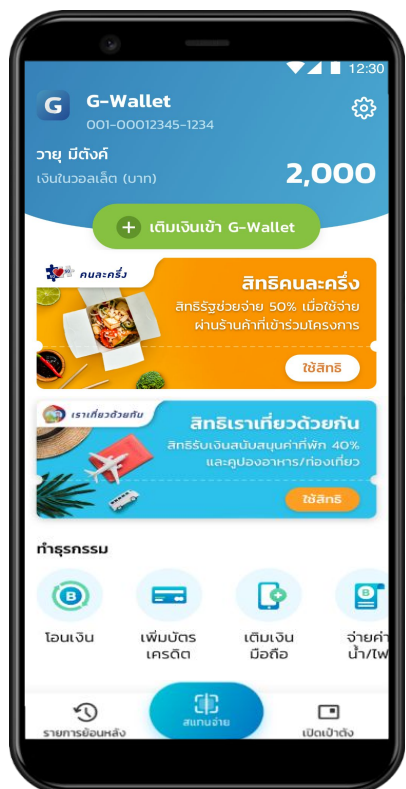 12:30
G
G-Wallet
001-00012345-1234
วายุ มีตังค์
เงินในวอลเล็ต (บาท)
2,000
+ เติมเงินเข้า G-Wallet
คนละครึ่ง
สิทธิคนละครึ่ง
สิทธิรัฐช่วยจ่าย 50% เมื่อใช้จ่าย
ผ่านร้านค้าที่เข้าร่วมโครงการ
ใช้สิทธิ
เราเที่ยวด้วยกัน
สิทธิเราเที่ยวด้วยกัน
สิทธิรับเงินสนับสนุนค่าที่พัก 40%
และคูปองอาหาร/ท่องเที่ยว
ใช้สิทธิ
ทำธุรกรรม
โอนเงิน
เพิ่มบัตร
เครดิต
เติมเงิน
มือถือ
จ่ายค่า
น้ำ/ไฟ
รายการย้อนหลัง
สแกนจ่าย
เปิดเป๋าตัง